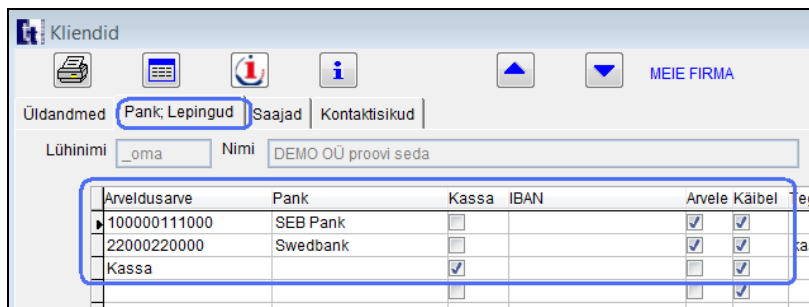 Kliendid
MEIE FIRMA
Üldandmed Pank; Lepingud Saajad Kontaktisikud
Lühinimi _oma Nimi DEMO OÜ proovi seda
Arveldusarve Pank Kassa IBAN Arvele Käibel
100000111000 SEB Pank
22000220000 Swedbank
Kassa